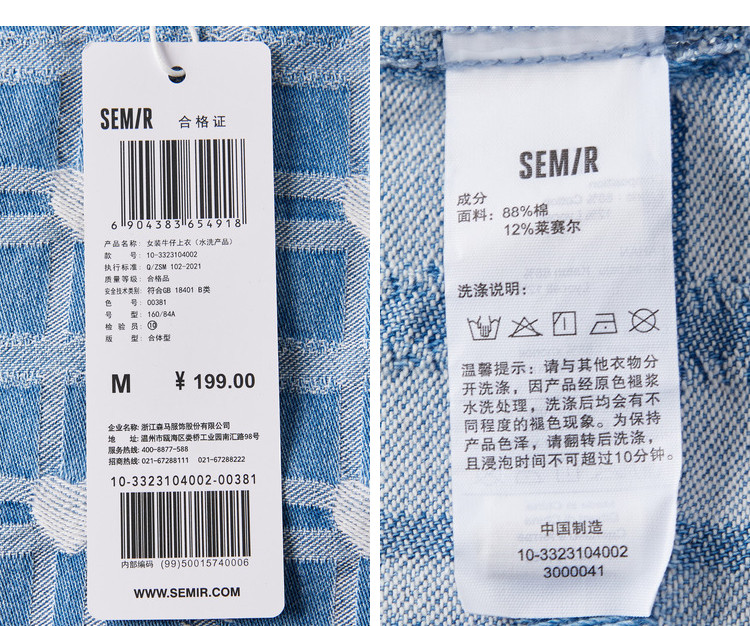 SEM/R 合格证
6 904383 654918
产品名称: 女装牛仔上衣（水洗产品）
款 号: 10-3323104002
执行标准: Q/ZSM 102-2021
质量等级: 合格品
安全技术类别: 符合GB 18401 B类
色 号: 00381
号 型: 160/84A
检 验 员: ⑩
版 型: 合体型
M ¥ 199.00
企业名称: 浙江森马服饰股份有限公司
地 址: 温州市瓯海区娄桥工业园南汇路98号
服务热线: 400-8877-588
招商热线: 021-67288111 021-67288222
10-3323104002-00381
内部编码 (99)50015740006
WWW.SEMIR.COM
SEM/R
成分
面料: 88%棉
12%莱赛尔
洗涤说明:
温馨提示: 请与其他衣物分
开洗涤，因产品经原色褪浆
水洗处理，洗涤后均会有不
同程度的褪色现象。为保持
产品色泽，请翻转后洗涤，
且浸泡时间不可超过10分钟。
中国制造
10-3323104002
3000041